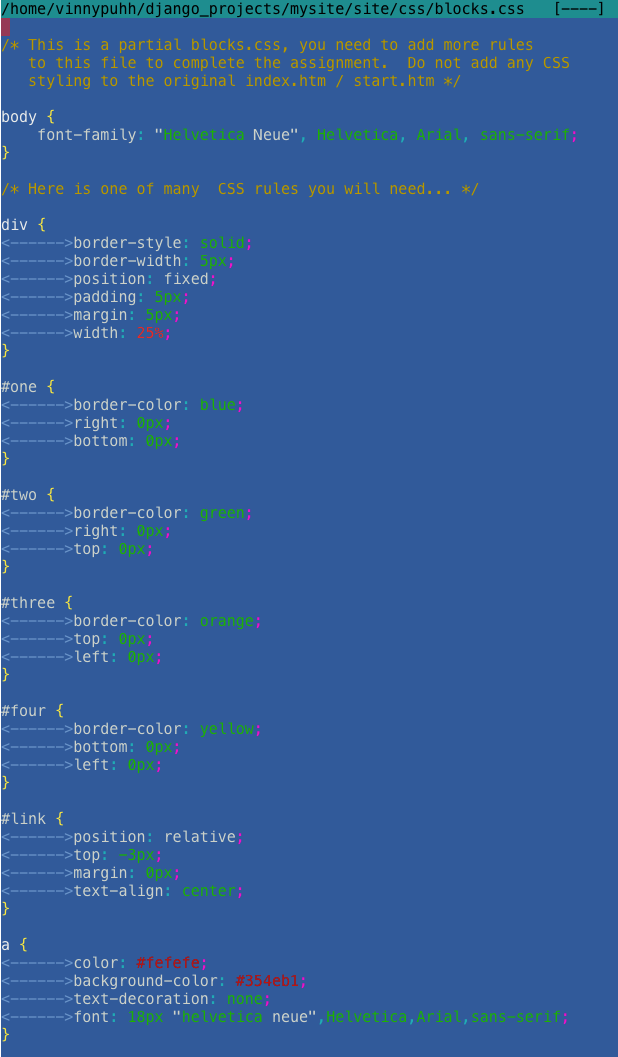 /home/vinnypuhh/django_projects/mysite/site/css/blocks.css   [----]
/* This is a partial blocks.css, you need to add more rules
   to this file to complete the assignment.  Do not add any CSS
   styling to the original index.htm / start.htm */
body {
    font-family: "Helvetica Neue", Helvetica, Arial, sans-serif;
}
/* Here is one of many  CSS rules you will need... */
div {
<------>border-style: solid;
<------>border-width: 5px;
<------>position: fixed;
<------>padding: 5px;
<------>margin: 5px;
<------>width: 25%;
}
#one {
<------>border-color: blue;
<------>right: 0px;
<------>bottom: 0px;
}
#two {
<------>border-color: green;
<------>right: 0px;
<------>top: 0px;
}
#three {
<------>border-color: orange;
<------>top: 0px;
<------>left: 0px;
}
#four {
<------>border-color: yellow;
<------>bottom: 0px;
<------>left: 0px;
}
#link {
<------>position: relative;
<------>top: -3px;
<------>margin: 0px;
<------>text-align: center;
}
a {
<------>color: #fefefe;
<------>background-color: #354eb1;
<------>text-decoration: none;
<------>font: 18px "helvetica neue",Helvetica,Arial,sans-serif;
}